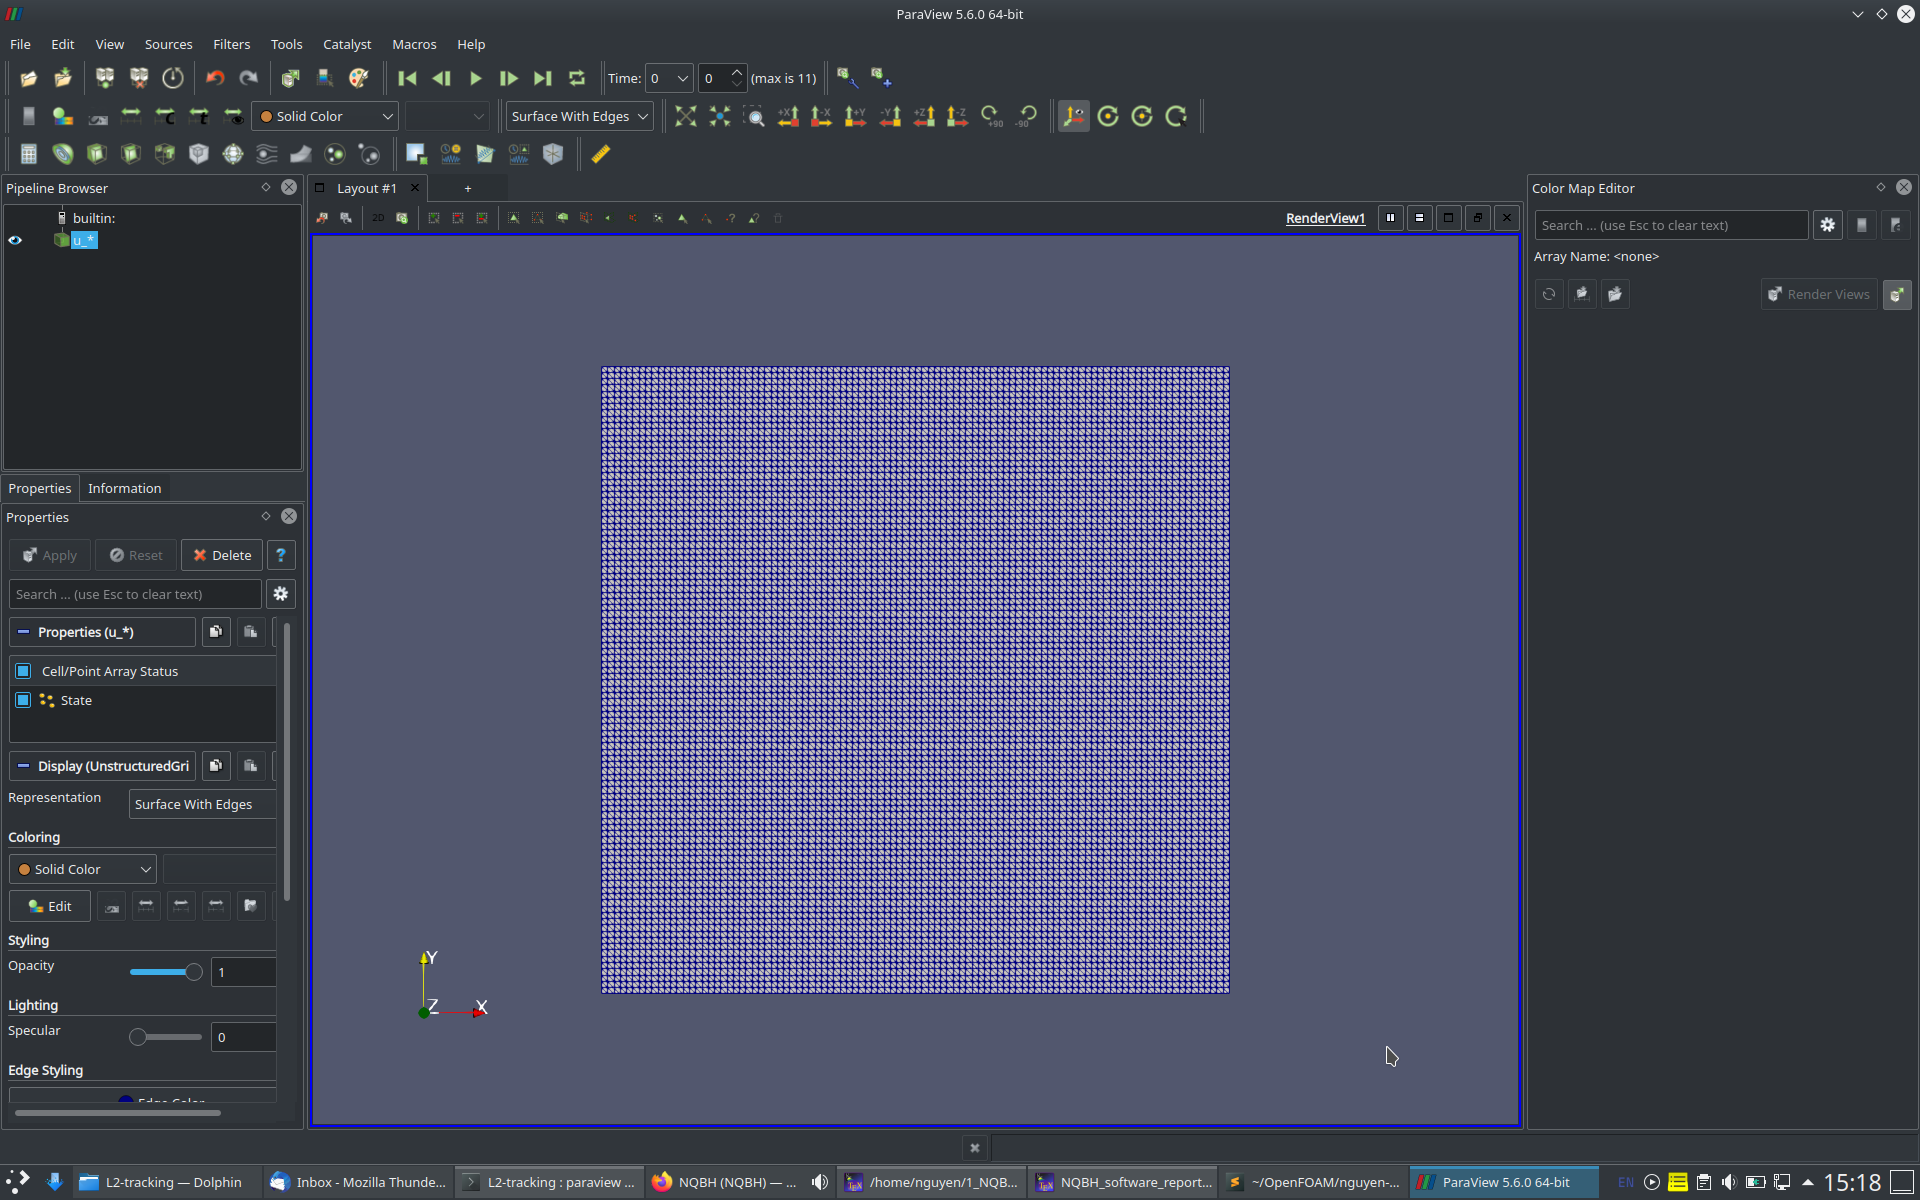 ParaView 5.6.0 64-bit
File Edit View Sources Filters Tools Catalyst Macros Help
Time: 0 0 (max is 11)
Solid Color Surface With Edges +X -X +Y -Y +Z -Z +90 -90
Pipeline Browser
builtin:
u_*
Properties Information
Properties
Apply Reset Delete ?
Search ... (use Esc to clear text)
Properties (u_*)
Cell/Point Array Status
State
Display (UnstructuredGri
Representation Surface With Edges
Coloring
Solid Color
Edit
Styling
Opacity 1
Lighting
Specular 0
Edge Styling
Edge Color
Layout #1 +
2D RenderView1
Y
Z X
Color Map Editor
Search ... (use Esc to clear text)
Array Name: <none>
Render Views
L2-tracking — Dolphin
Inbox - Mozilla Thunde...
L2-tracking : paraview ...
NQBH (NQBH) — ...
/home/nguyen/1_NQB...
NQBH_software_report...
~/OpenFOAM/nguyen-...
ParaView 5.6.0 64-bit
EN
15:18